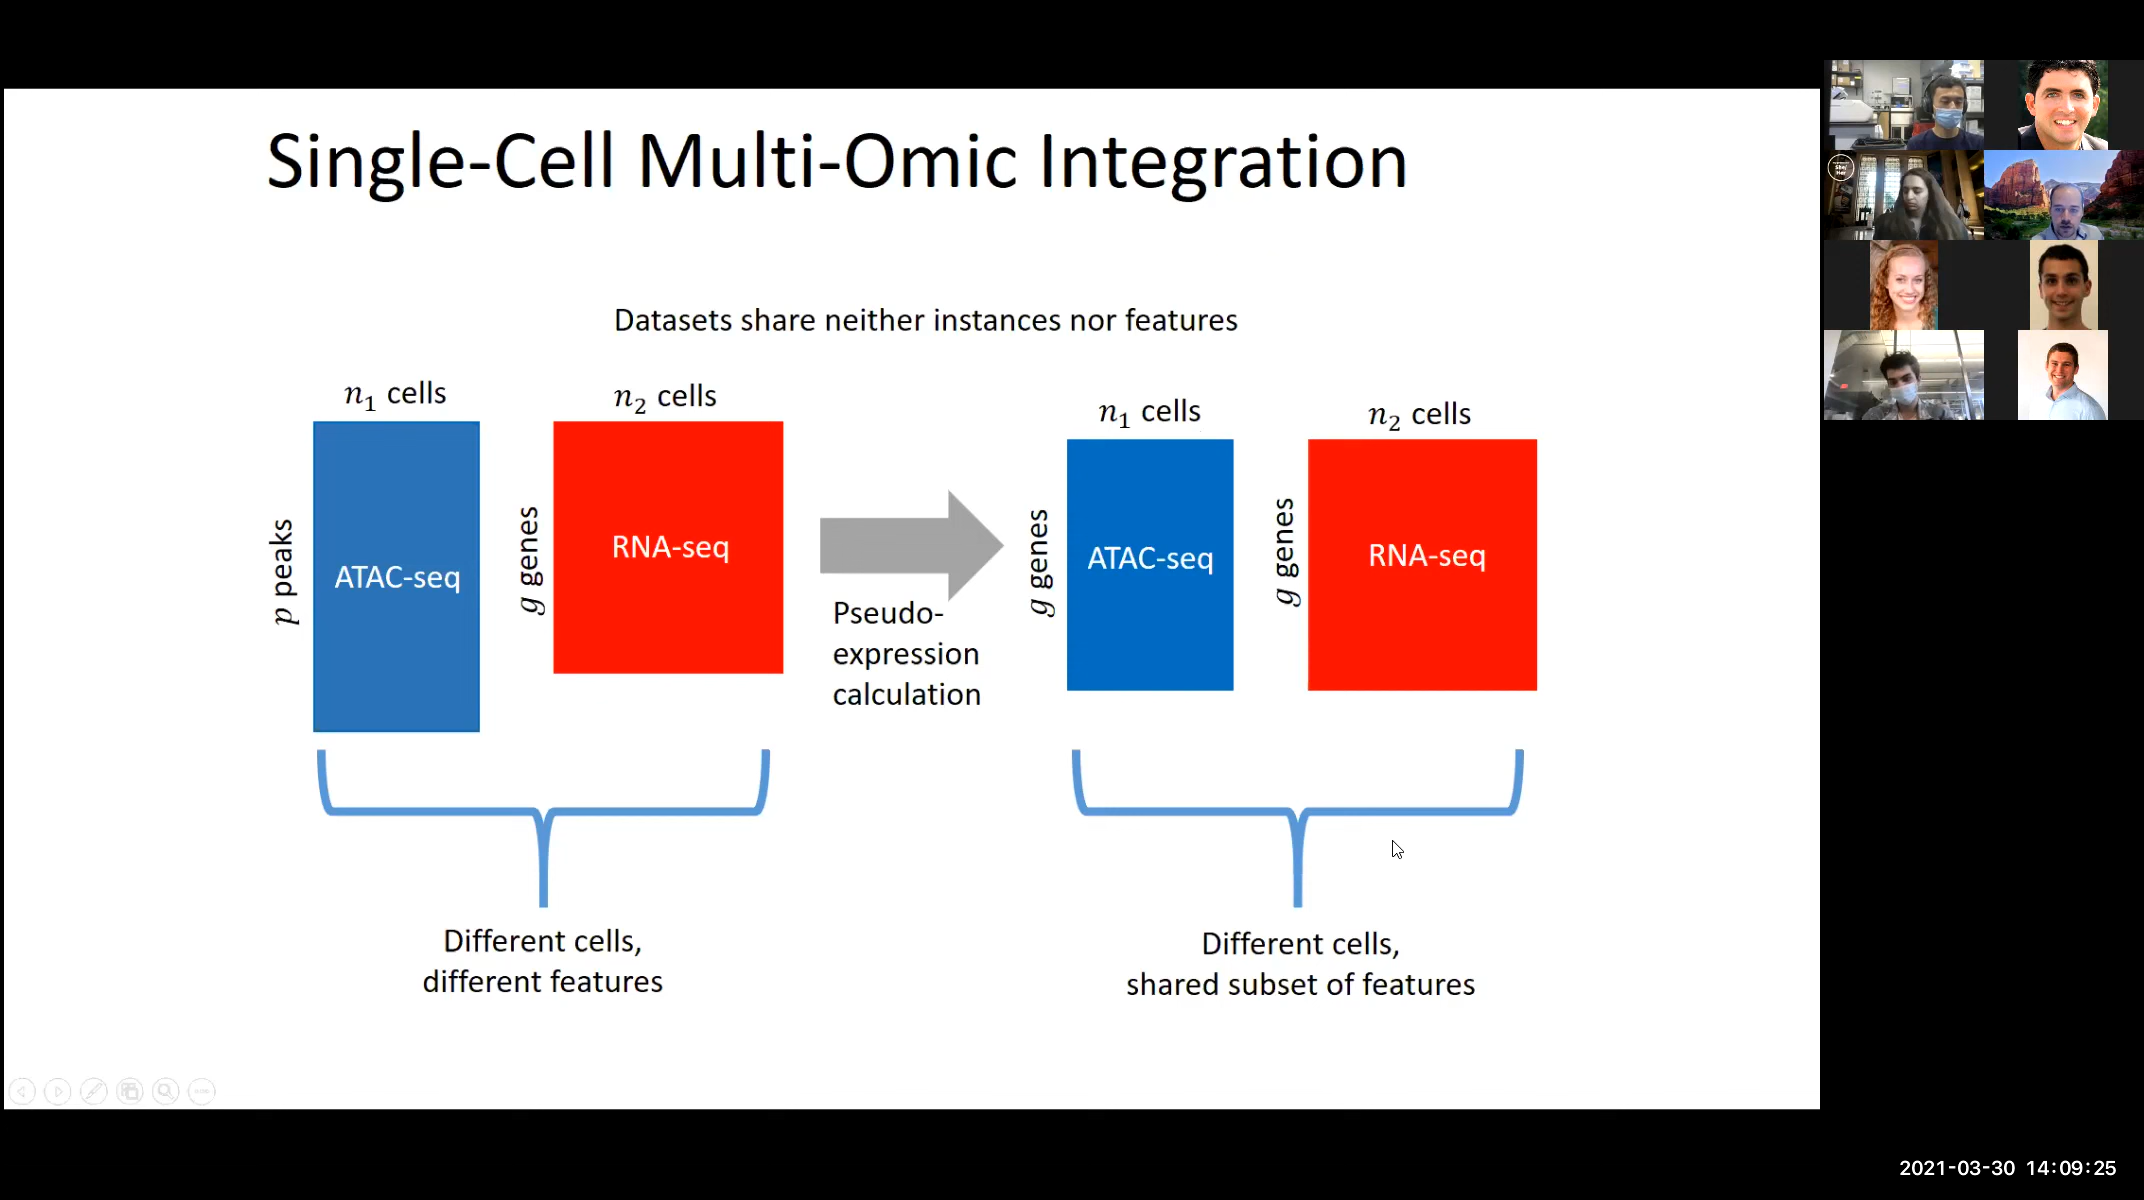 Single-Cell Multi-Omic Integration
Datasets share neither instances nor features
n₁ cells
n₂ cells
p peaks
ATAC-seq
g genes
RNA-seq
Pseudo-
expression
calculation
n₁ cells
n₂ cells
g genes
ATAC-seq
g genes
RNA-seq
Different cells,
different features
Different cells,
shared subset of features
She/
Her
2021-03-30 14:09:25